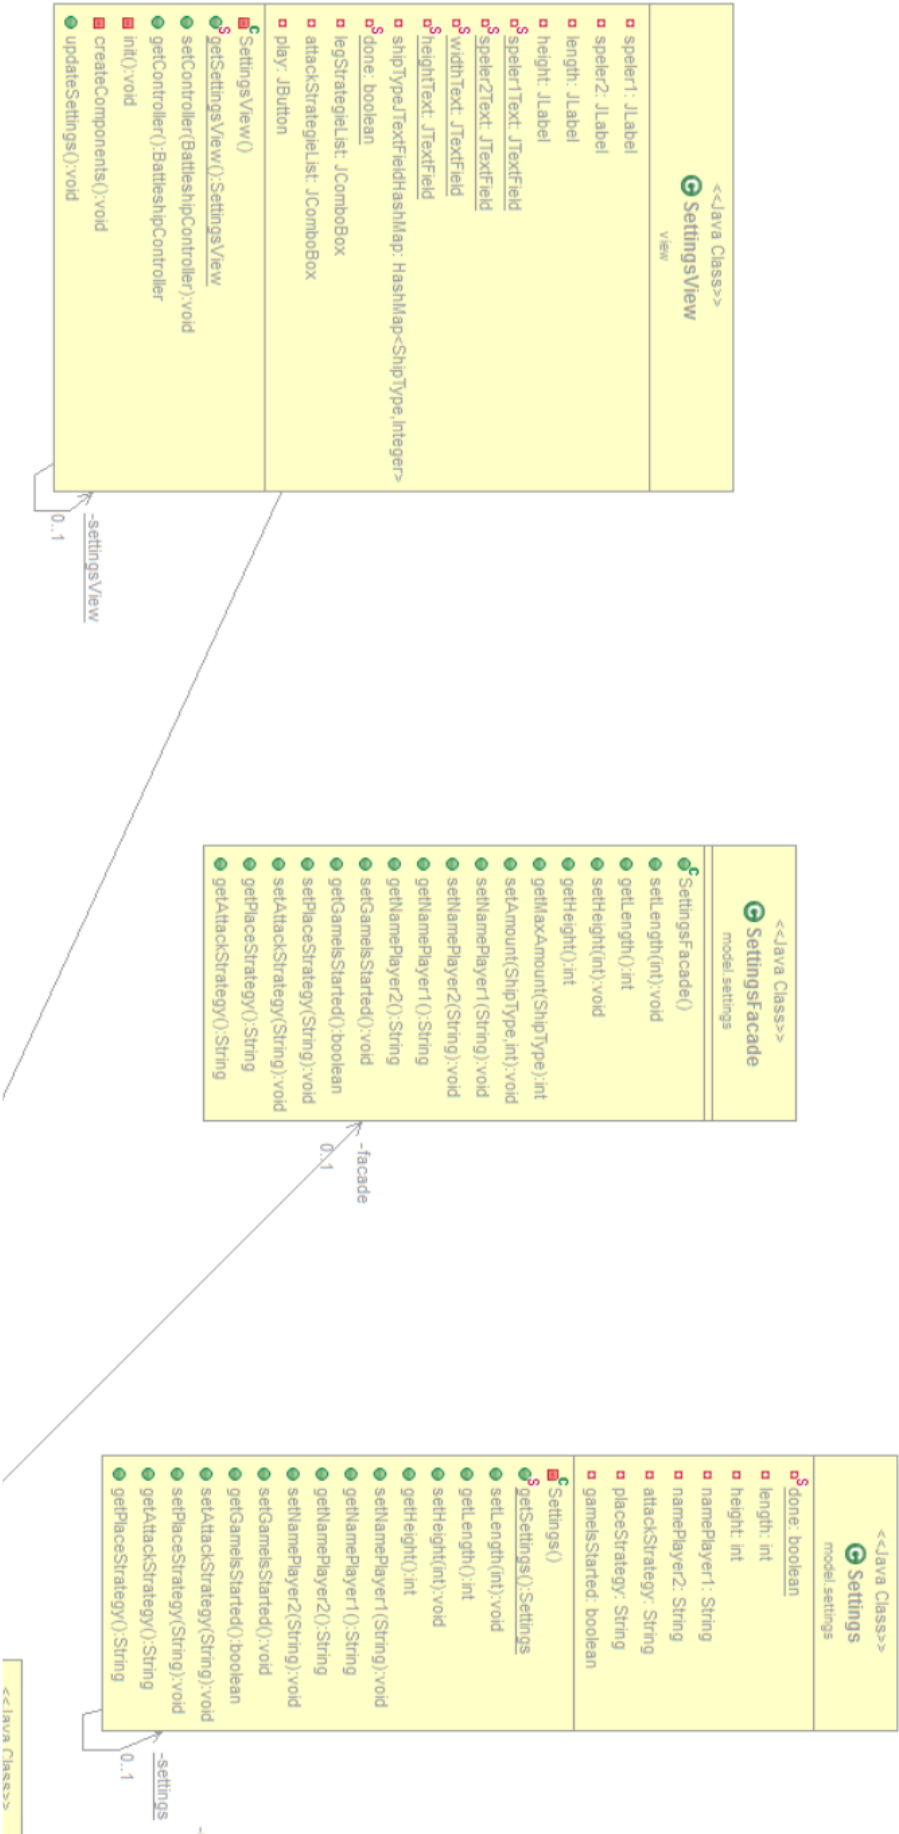 <<Java Class>>
SettingsView
view
speler1: JLabel
speler2: JLabel
length: JLabel
height: JLabel
speler1Text: JTextField
speler2Text: JTextField
widthText: JTextField
heightText: JTextField
shipTypeJTextFieldHashMap: HashMap<ShipType,Integer>
done: boolean
legStrategieList: JComboBox
attackStrategieList: JComboBox
play: JButton
SettingsView()
getSettingsView():SettingsView
setController(BattleshipController):void
getController():BattleshipController
init():void
createComponents():void
updateSettings():void
-settingsView
0..1
<<Java Class>>
SettingsFacade
model.settings
SettingsFacade()
setLength(int):void
getLength():int
setHeight(int):void
getHeight():int
getMaxAmount(ShipType):int
setAmount(ShipType,int):void
setNamePlayer1(String):void
setNamePlayer2(String):void
getNamePlayer1():String
getNamePlayer2():String
setGameIsStarted():void
getGameIsStarted():boolean
setPlaceStrategy(String):void
setAttackStrategy(String):void
getPlaceStrategy():String
getAttackStrategy():String
-facade
0..1
<<Java Class>>
Settings
model.settings
done: boolean
length: int
height: int
namePlayer1: String
namePlayer2: String
attackStrategy: String
placeStrategy: String
gameIsStarted: boolean
Settings()
getSettings():Settings
setLength(int):void
getLength():int
setHeight(int):void
getHeight():int
setNamePlayer1(String):void
getNamePlayer1():String
getNamePlayer2():String
setNamePlayer2(String):void
setGameIsStarted():void
getGameIsStarted():boolean
setAttackStrategy(String):void
setPlaceStrategy(String):void
getAttackStrategy():String
getPlaceStrategy():String
-settings
0..1
<<Java Class>>